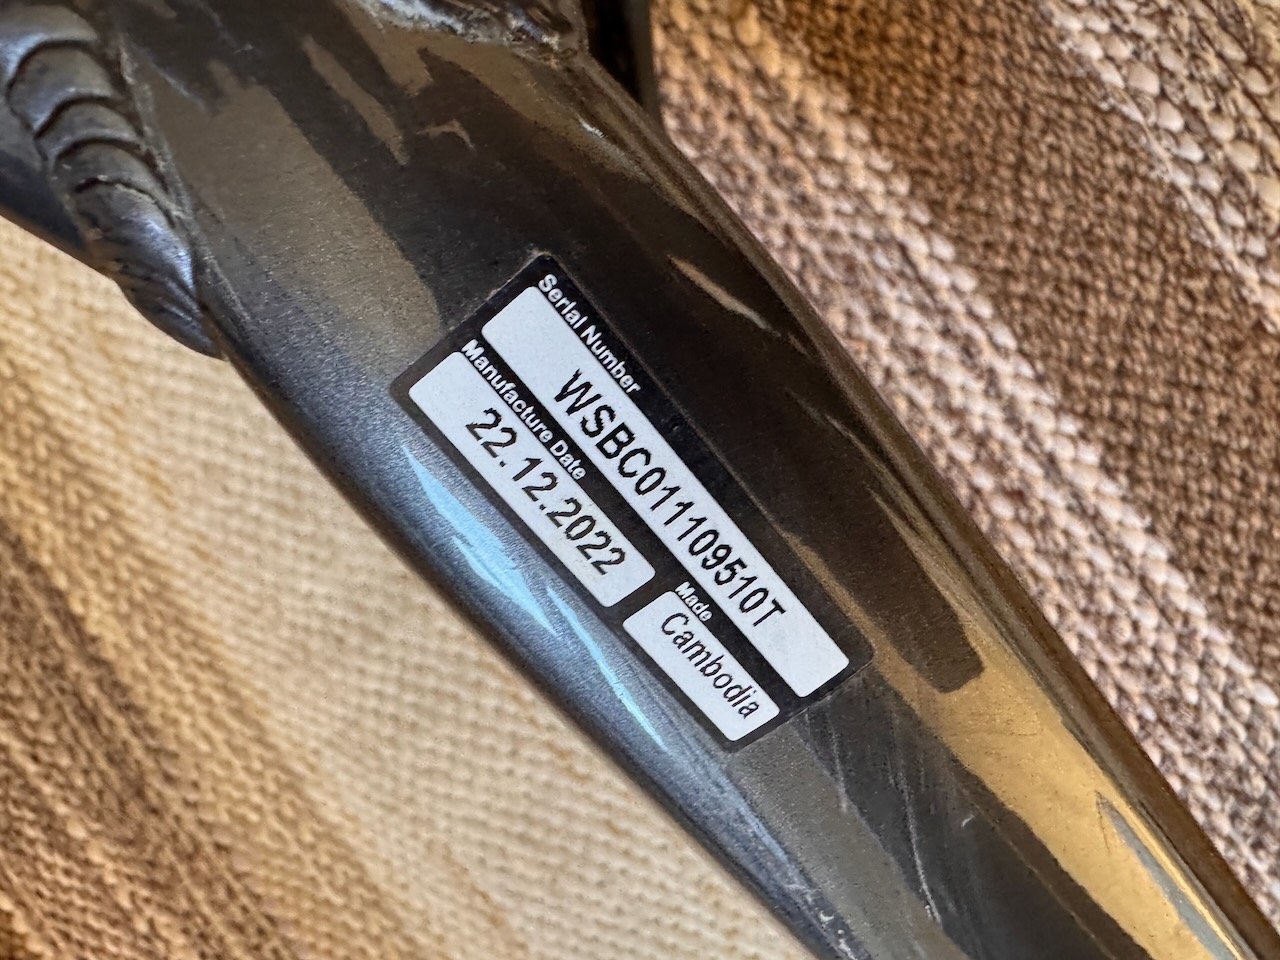 Serial Number
WSBC011109510T
Manufacture Date
22.12.2022
Made
Cambodia